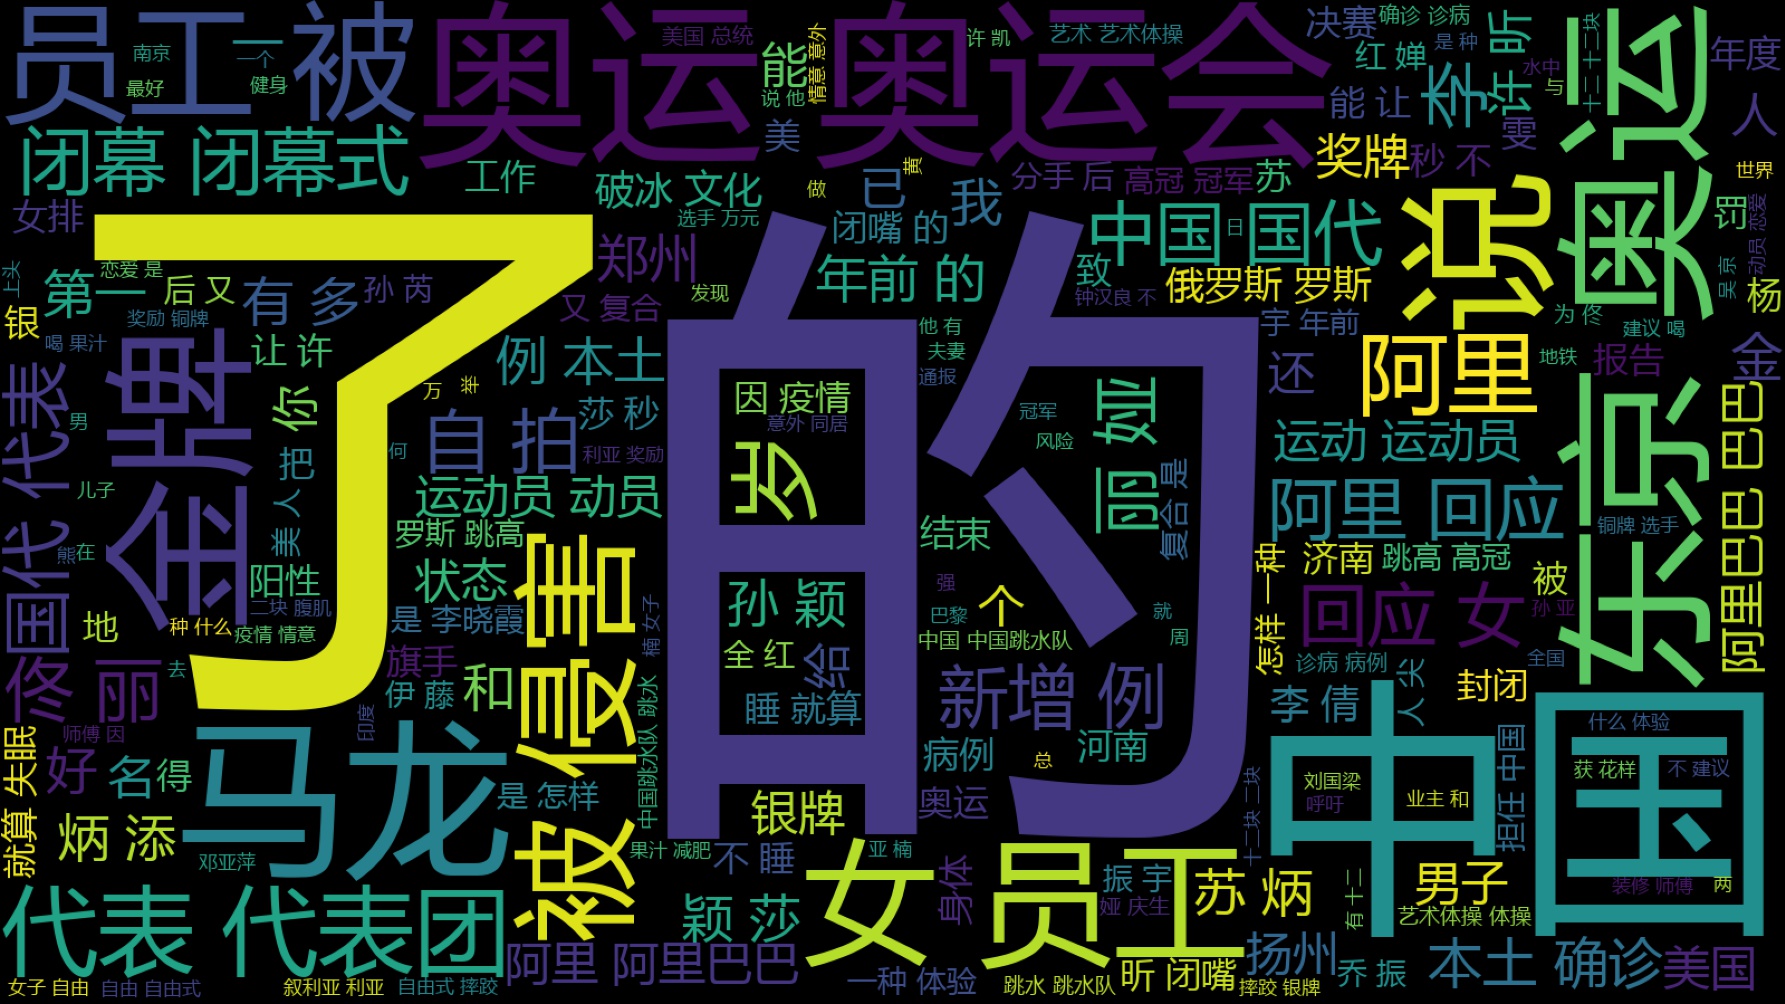 员工被
奥运 奥运会
南京
一个
最好
健身
美国 总统
能
情意 意外
许 凯
说 他
艺术 艺术体操
决赛
确诊 诊病
红 婵
是 种
昕
许
水中
与
十二 十二块
奥运
年度
人
闭幕 闭幕式
工作
美
能 让
李
雯
奖牌
秒 不
世界
女排
破冰 文化
做
已
黄
我
分手 后
高冠 冠军
苏
选手 万元
闭嘴 的
中国 国代
日
说
罚
动员 恋爱
了
的
上头
恋爱 是
第一
后 又
有 多
孙 芮
郑州
年前 的
致
俄罗斯 罗斯
吴 京
杨
银
奖励 铜牌
又 复合
发现
钟汉良 不
为 佟
建议 喝
喝 果汁
让 许
例 本土
他 有
夫妻
通报
宇 年前
还
阿里
地铁
报告
金
国代 代表
金牌
你
万
举
自 拍
莎 秒
因 疫情
意外 同居
冠军
风险
丽 娅
运动 运动员
东京
阿里巴巴 巴巴
男
把
何
利亚 奖励
岁
复合 是
儿子
美 人
运动员 动员
阿里 回应
铜牌 选手
熊
在
罗斯 跳高
结束
怎样 一种
济南
跳高 高冠
被
阳性
状态
被侵害
强
二块 腹肌
孙 颖
巴黎
个
就
回应 女
孙 亚
地
种 什么
疫情 情意
是 李晓霞
楠 女子
全 红
给
中国 中国跳水队
周
佟 丽
去
旗手
和
伊 藤
睡 就算
新增 例
诊病 病例
人 尖
封闭
全国
李 倩
中国
师傅 因
印度
马龙
中国跳水队 跳水
病例
总
河南
什么 体验
就算 失眠
好
名
得
是 怎样
银牌
奥运
十二块 二块
刘国梁
呼吁
业主 和
担任 中国
获 花样
不 建议
炳 添
邓亚萍
果汁 减肥
不 睡
亚 楠
女 员工
身体
振 宇
娅 庆生
苏 炳
有 十二
男子
艺术体操 体操
装修 师傅
两
代表 代表团
颖 莎
阿里 阿里巴巴
一种 体验
昕 闭嘴
扬州
乔 振
本土 确诊
美国
女子 自由
自由 自由式
叙利亚 利亚
自由式 摔跤
跳水 跳水队
摔跤 银牌